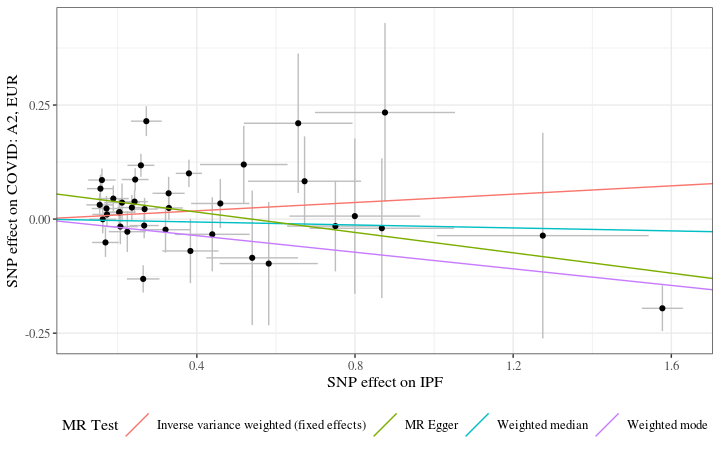 SNP effect on COVID: A2, EUR
0.25
0.00
-0.25
0.4 0.8 1.2 1.6
SNP effect on IPF
MR Test Inverse variance weighted (fixed effects) MR Egger Weighted median Weighted mode